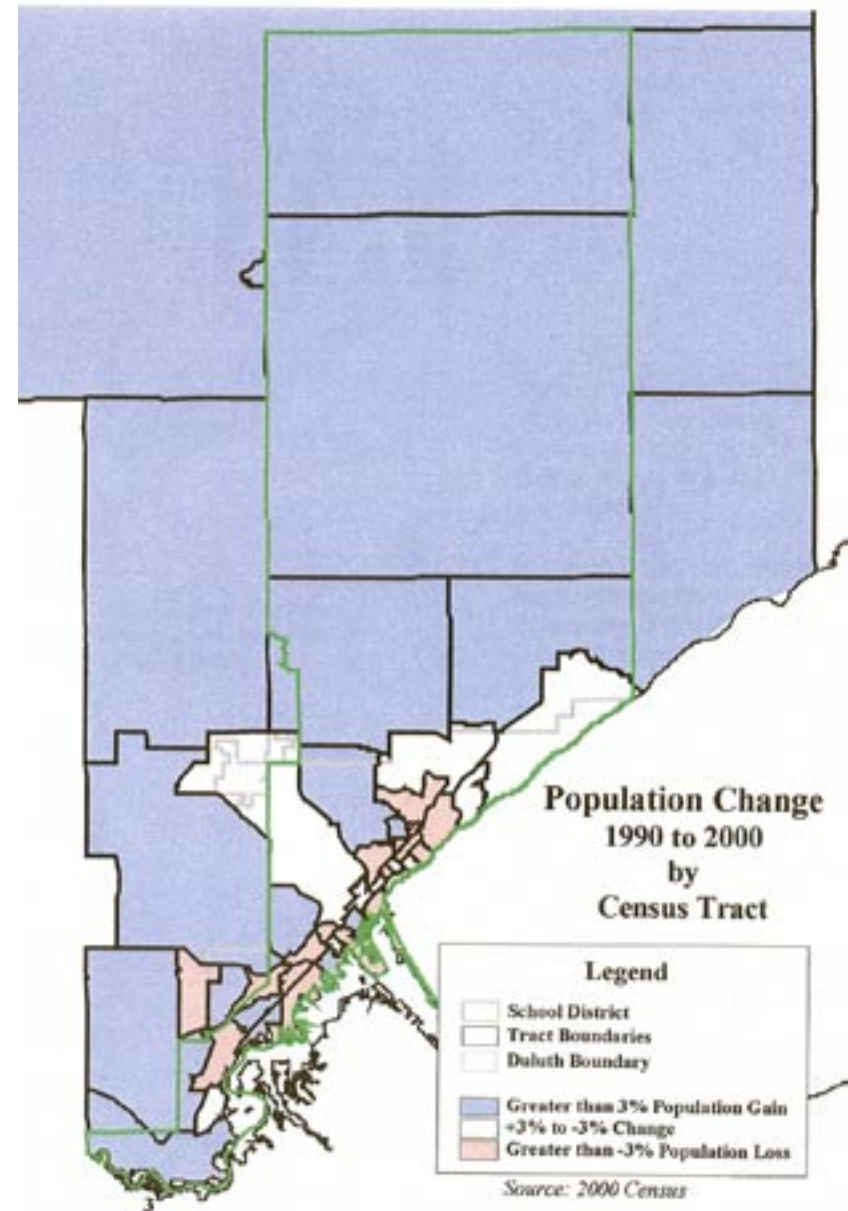 Population Change
1990 to 2000
by
Census Tract
Legend
School District
Tract Boundaries
Duluth Boundary
Greater than 3% Population Gain
+3% to -3% Change
Greater than -3% Population Loss
Source: 2000 Census
3